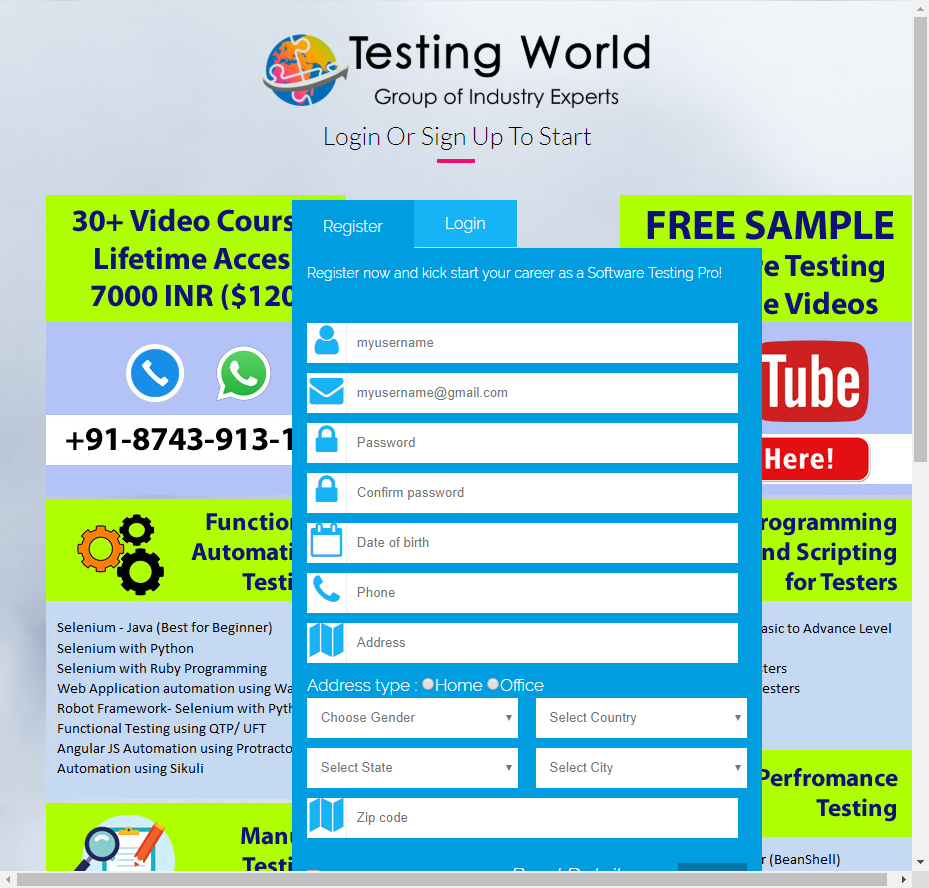 Testing World
Group of Industry Experts
Login Or Sign Up To Start
30+ Video Cours
Lifetime Acces
7000 INR ($120
+91-8743-913-1
Register
Login
FREE SAMPLE
e Testing
e Videos
Tube
Here!
Register now and kick start your career as a Software Testing Pro!
myusername
myusername@gmail.com
Password
Confirm password
Date of birth
Phone
Address
Address type : Home Office
Choose Gender
Select Country
Select State
Select City
Zip code
Function
Automati
Testi
Selenium - Java (Best for Beginner)
Selenium with Python
Selenium with Ruby Programming
Web Application automation using Wa
Robot Framework- Selenium with Pyth
Functional Testing using QTP/ UFT
Angular JS Automation using Protracto
Automation using Sikuli
Manu
Testi
rogramming
nd Scripting
for Testers
asic to Advance Level
sters
esters
Perfromance
Testing
r (BeanShell)